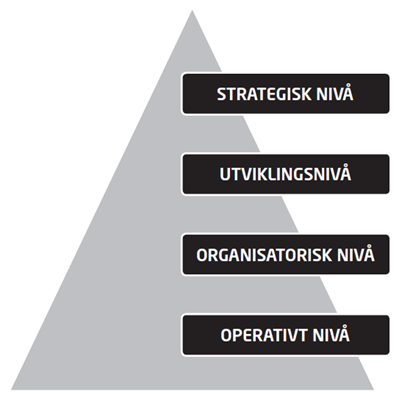 STRATEGISK NIVÅ
UTVIKLINGSNIVÅ
ORGANISATORISK NIVÅ
OPERATIVT NIVÅ